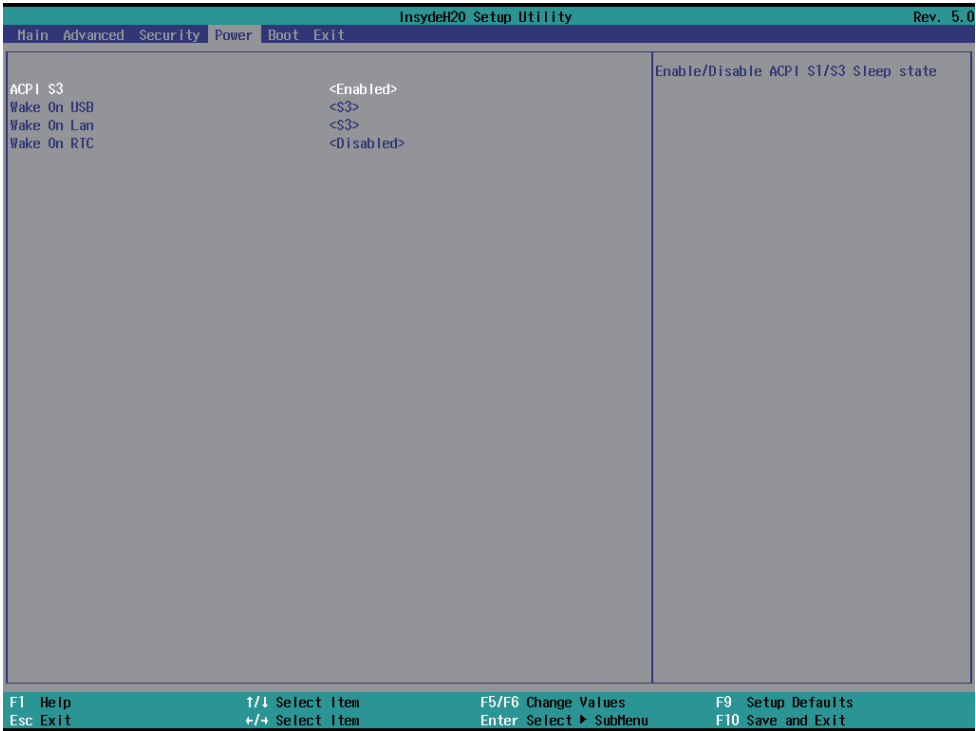 InsydeH20 Setup Utility Rev. 5.0
Main Advanced Security Power Boot Exit
Enable/Disable ACPI S1/S3 Sleep state
ACPI S3 <Enabled>
Wake On USB <S3>
Wake On Lan <S3>
Wake On RTC <Disabled>
F1 Help ↑/↓ Select Item F5/F6 Change Values F9 Setup Defaults
Esc Exit ←/→ Select Item Enter Select ▶ SubMenu F10 Save and Exit